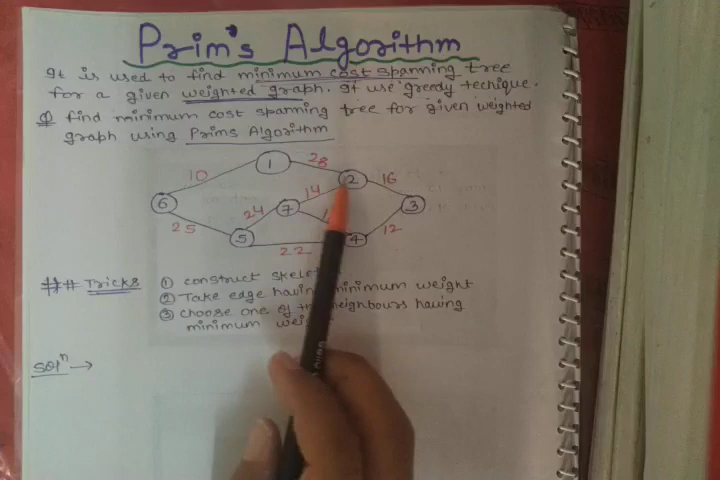 Prim's Algorithm
It is used to find minimum cost spanning tree
for a given weighted graph. It use greedy techique.
Q find minimum cost spanning tree for given weighted
graph using Prims Algorithm
1 28
10 2 16
14
6 24 7 3
25 5 4 12
22
### Tricks ① construct
② Take edge having minimum weight
③ choose one of neighbours having
minimum
Solⁿ →